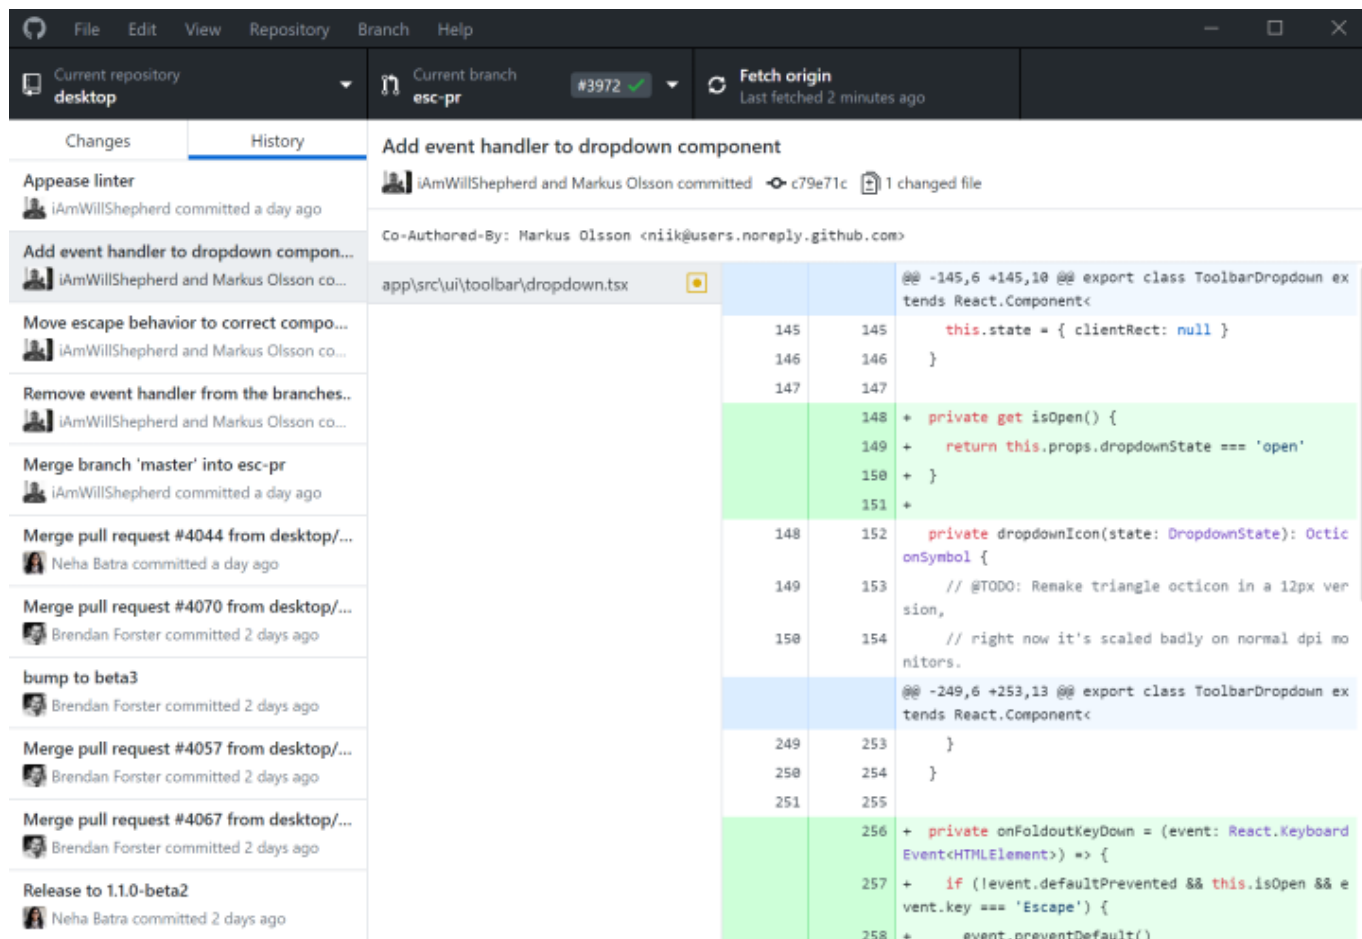 File Edit View Repository Branch Help
Current repository
desktop
Current branch
esc-pr
#3972
Fetch origin
Last fetched 2 minutes ago
Changes
History
Appease linter
iAmWillShepherd committed a day ago
Add event handler to dropdown compon...
iAmWillShepherd and Markus Olsson co...
Move escape behavior to correct compo...
iAmWillShepherd and Markus Olsson co...
Remove event handler from the branches..
iAmWillShepherd and Markus Olsson co...
Merge branch 'master' into esc-pr
iAmWillShepherd committed a day ago
Merge pull request #4044 from desktop/...
Neha Batra committed a day ago
Merge pull request #4070 from desktop/...
Brendan Forster committed 2 days ago
bump to beta3
Brendan Forster committed 2 days ago
Merge pull request #4057 from desktop/...
Brendan Forster committed 2 days ago
Merge pull request #4067 from desktop/...
Brendan Forster committed 2 days ago
Release to 1.1.0-beta2
Neha Batra committed 2 days ago
Add event handler to dropdown component
iAmWillShepherd and Markus Olsson committed c79e71c 1 changed file
Co-Authored-By: Markus Olsson <niik@users.noreply.github.com>
app\src\ui\toolbar\dropdown.tsx
@@ -145,6 +145,10 @@ export class ToolbarDropdown ex
tends React.Component<
145 145 this.state = { clientRect: null }
146 146 }
147 147
148 + private get isOpen() {
149 + return this.props.dropdownState === 'open'
150 + }
151 +
148 152 private dropdownIcon(state: DropdownState): Octic
onSymbol {
149 153 // @TODO: Remake triangle octicon in a 12px ver
sion,
150 154 // right now it's scaled badly on normal dpi mo
nitors.
@@ -249,6 +253,13 @@ export class ToolbarDropdown ex
tends React.Component<
249 253 }
250 254 }
251 255
256 + private onFoldoutKeyDown = (event: React.Keyboard
Event<HTMLElement>) => {
257 + if (!event.defaultPrevented && this.isOpen && e
vent.key === 'Escape') {
258 + event.preventDefault()